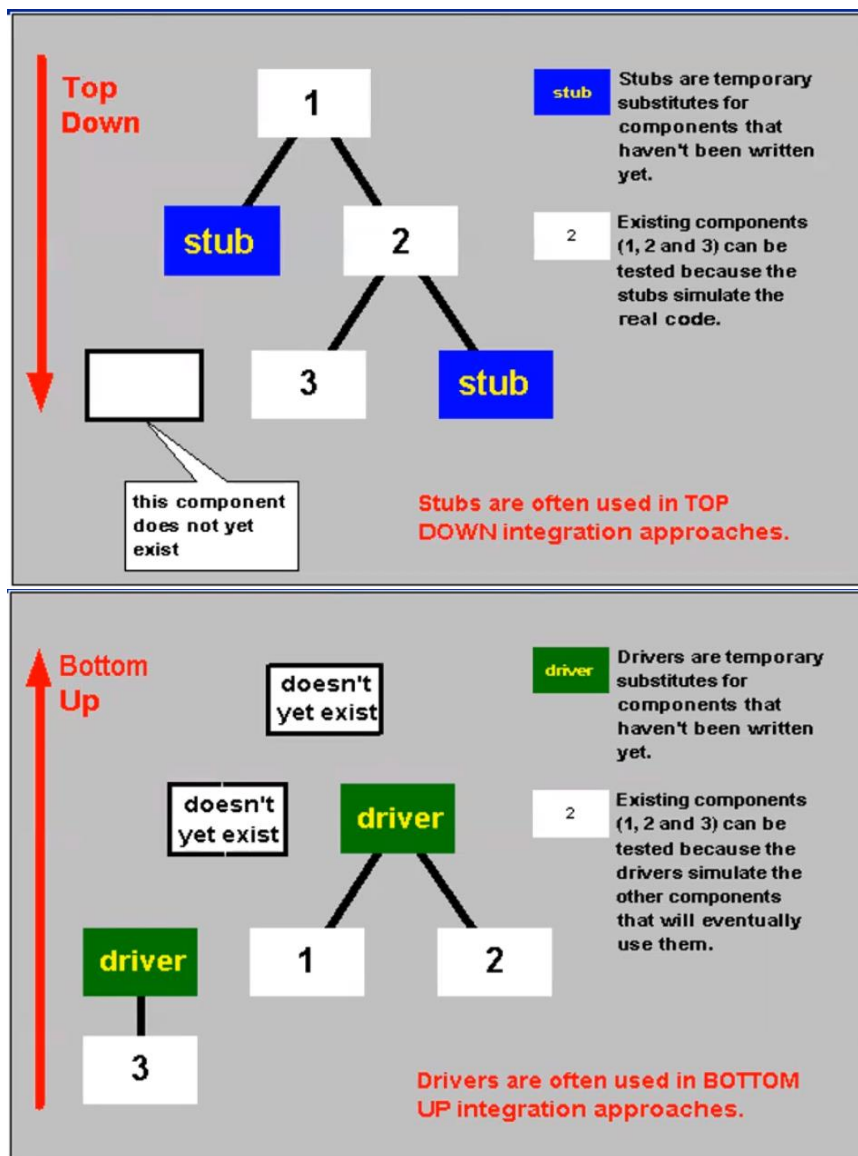 Top
Down
1
stub
Stubs are temporary
substitutes for
components that
haven't been written
yet.
stub
2
2
Existing components
(1, 2 and 3) can be
tested because the
stubs simulate the
real code.
3
stub
this component
does not yet
exist
Stubs are often used in TOP
DOWN integration approaches.
Bottom
Up
doesn't
yet exist
driver
Drivers are temporary
substitutes for
components that
haven't been written
yet.
doesn't
yet exist
driver
2
Existing components
(1, 2 and 3) can be
tested because the
drivers simulate the
other components
that will eventually
use them.
driver
1
2
3
Drivers are often used in BOTTOM
UP integration approaches.